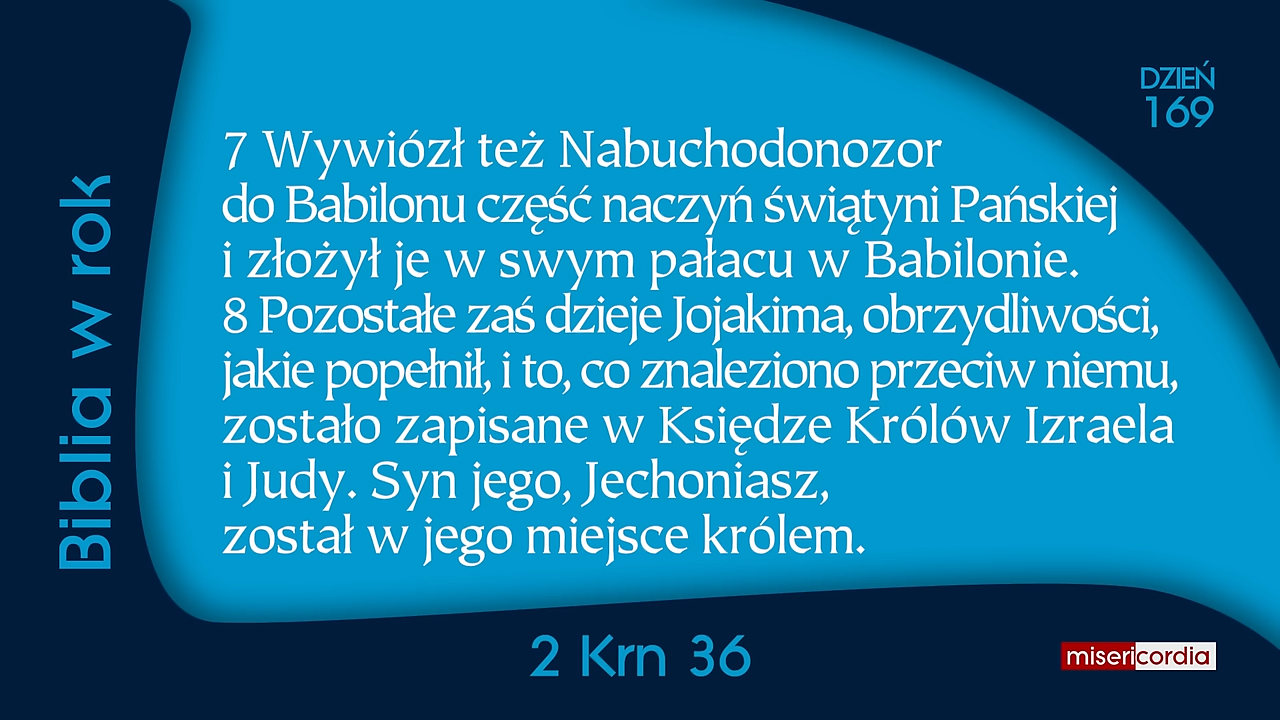 DZIEŃ
169
Biblia w rok
7 Wywiózł też Nabuchodonozor
do Babilonu część naczyń świątyni Pańskiej
i złożył je w swym pałacu w Babilonie.
8 Pozostałe zaś dzieje Jojakima, obrzydliwości,
jakie popełnił, i to, co znaleziono przeciw niemu,
zostało zapisane w Księdze Królów Izraela
i Judy. Syn jego, Jechoniasz,
został w jego miejsce królem.
2 Krn 36
misericordia